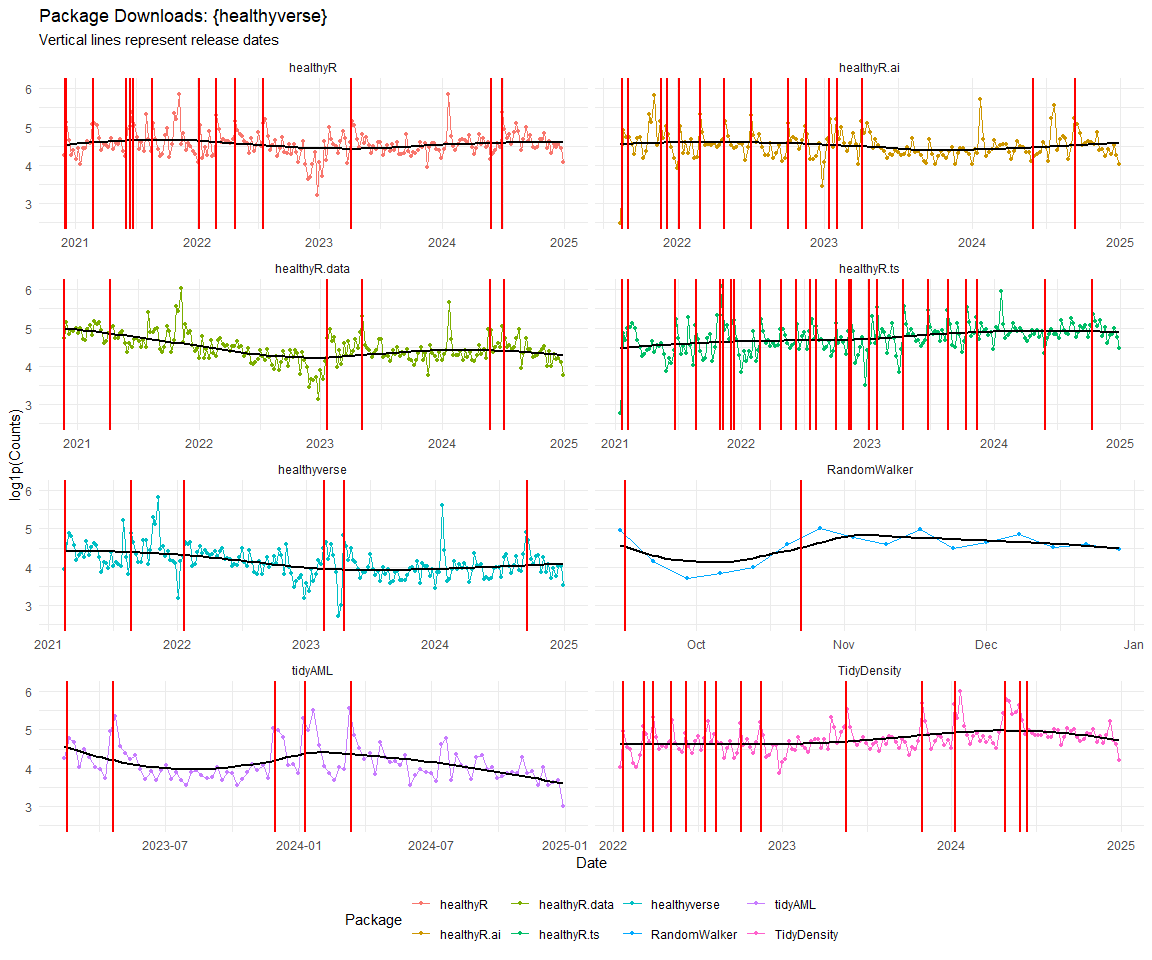 Package Downloads: {healthyverse}
Vertical lines represent release dates
healthyR
healthyR.ai
6
5
4
3
2021 2022 2023 2024 2025
2022 2023 2024 2025
healthyR.data
healthyR.ts
6
5
4
3
2021 2022 2023 2024 2025
2021 2022 2023 2024 2025
log1p(Counts)
healthyverse
RandomWalker
6
5
4
3
2021 2022 2023 2024 2025
Oct Nov Dec Jan
tidyAML
TidyDensity
6
5
4
3
2023-07 2024-01 2024-07 2025-01
2022 2023 2024 2025
Date
Package
healthyR healthyR.data healthyverse tidyAML
healthyR.ai healthyR.ts RandomWalker TidyDensity